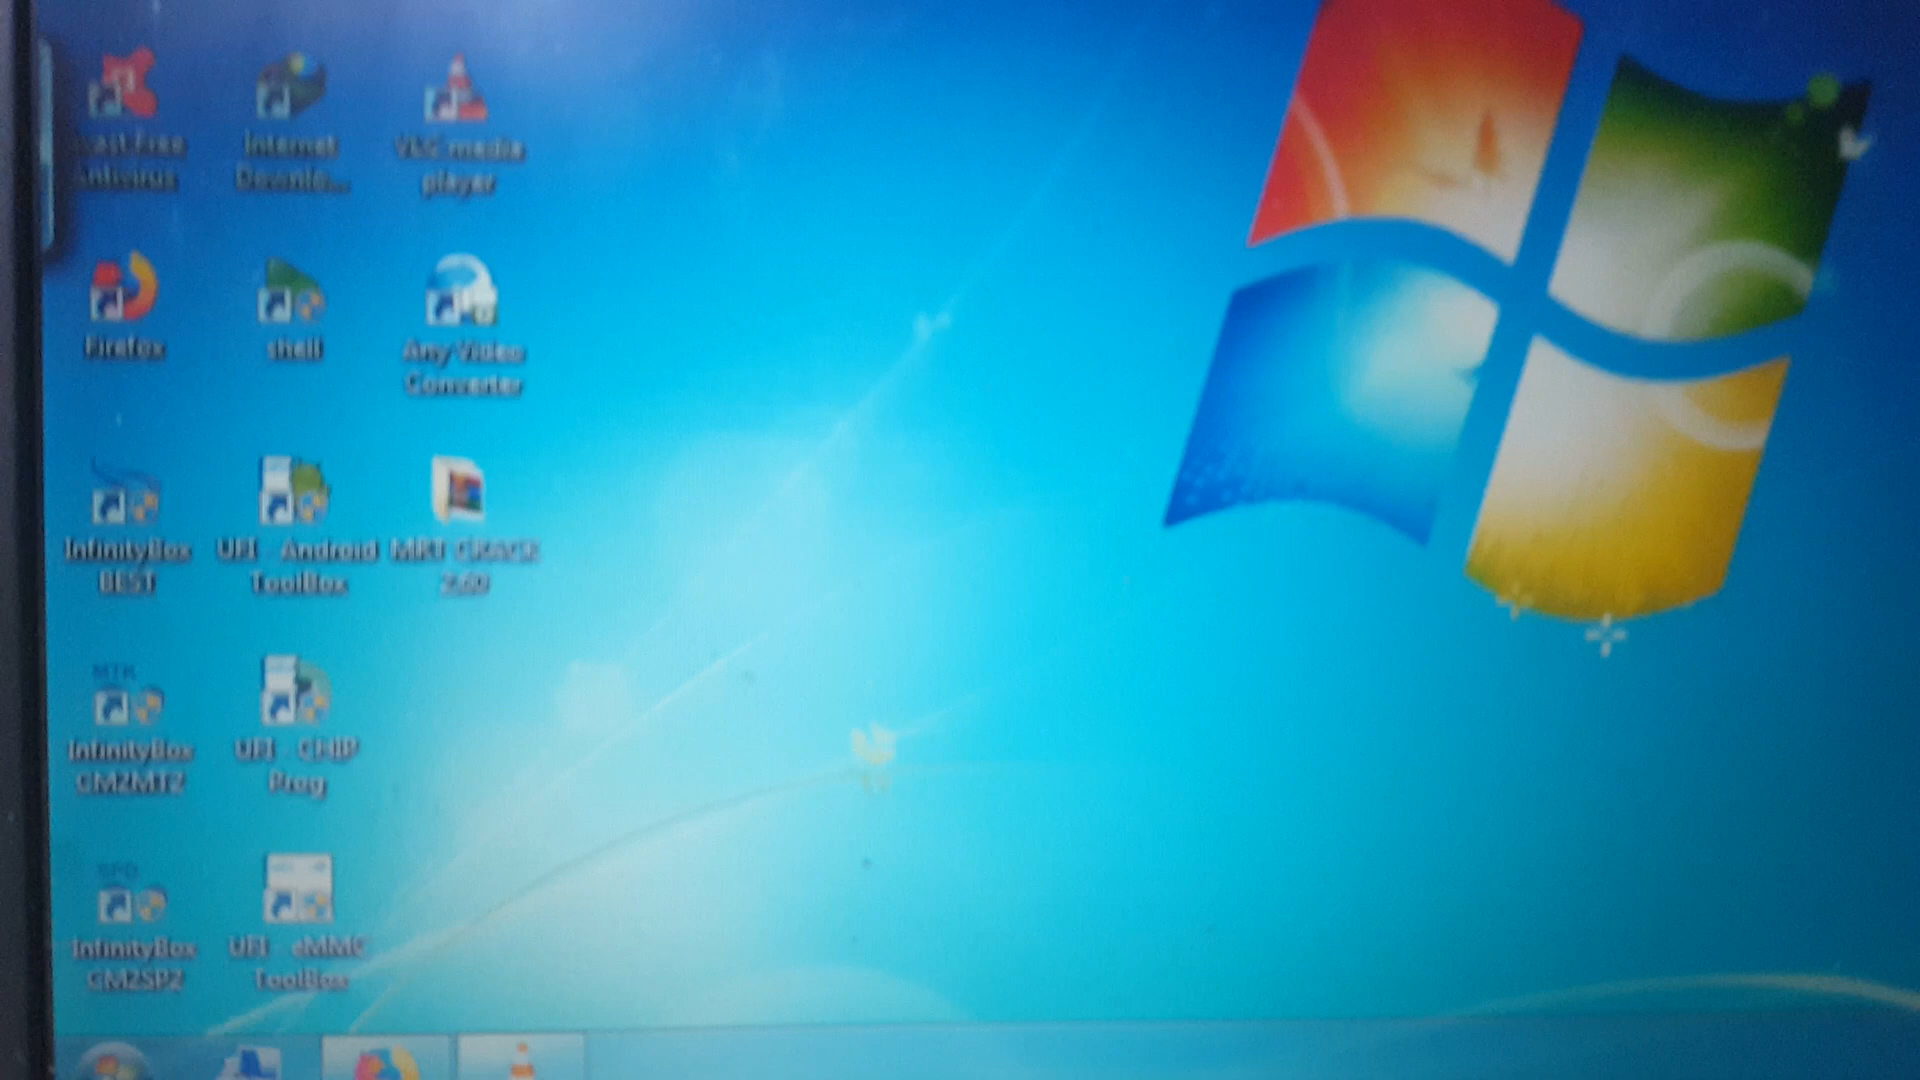 avast Free
Antivirus
Internet
Downlo...
VLC media
player
Firefox
shell
Any Video
Converter
InfinityBox
BEST
UFI - Android
ToolBox
MRT CRACK
2.60
MTK
InfinityBox
CM2MT2
UFI - CHIP
Prog
SPD
InfinityBox
CM2SP2
UFI - eMMC
ToolBox